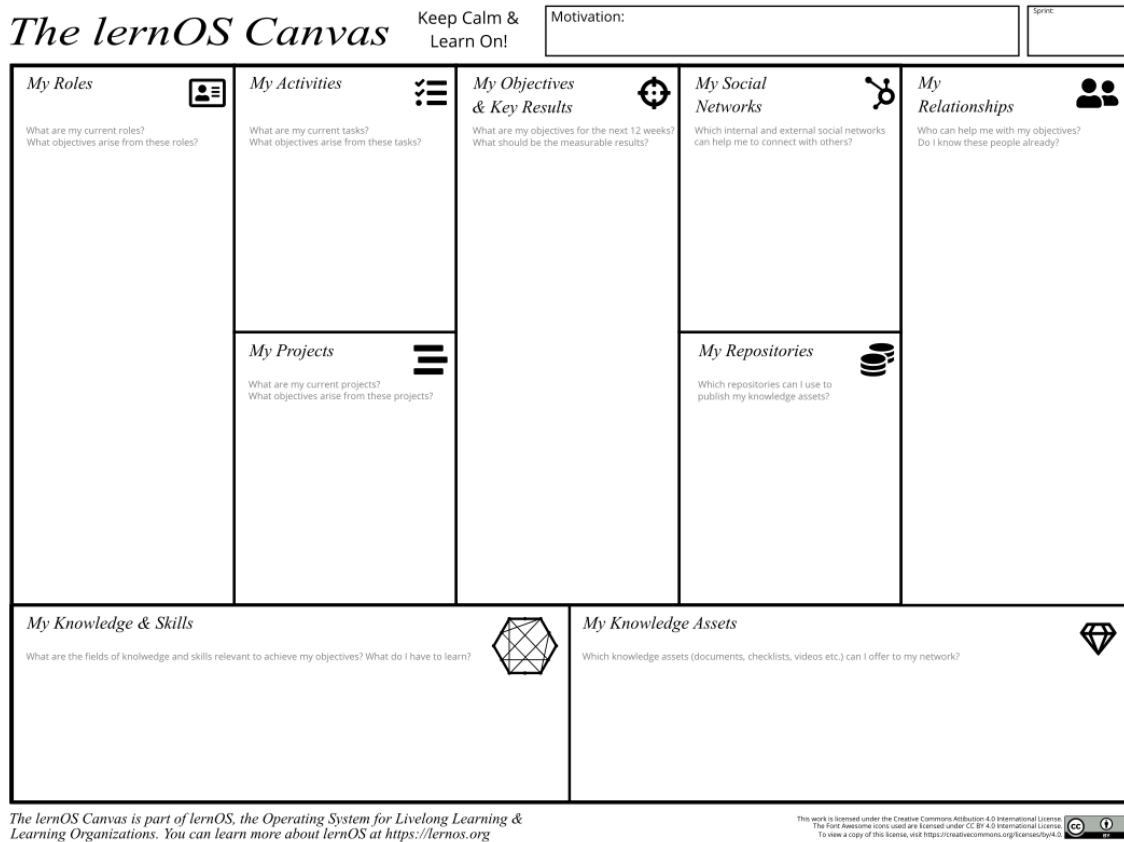 The lernOS Canvas
Keep Calm &
Learn On!
Motivation:
Sprint:
My Roles
What are my current roles?
What objectives arise from these roles?
My Activities
What are my current tasks?
What objectives arise from these tasks?
My Objectives
& Key Results
What are my objectives for the next 12 weeks?
What should be the measurable results?
My Social
Networks
Which internal and external social networks
can help me to connect with others?
My
Relationships
Who can help me with my objectives?
Do I know these people already?
My Projects
What are my current projects?
What objectives arise from these projects?
My Repositories
Which repositories can I use to
publish my knowledge assets?
My Knowledge & Skills
What are the fields of knolwedge and skills relevant to achieve my objectives? What do I have to learn?
My Knowledge Assets
Which knowledge assets (documents, checklists, videos etc.) can I offer to my network?
The lernOS Canvas is part of lernOS, the Operating System for Livelong Learning &
Learning Organizations. You can learn more about lernOS at https://lernos.org
This work is licensed under the Creative Commons Attibution 4.0 International License.
The Font Awesome icons used are licensed under CC BY 4.0 International License.
To view a copy of this license, visit https://creativecommons.org/licenses/by/4.0.
cc
BY